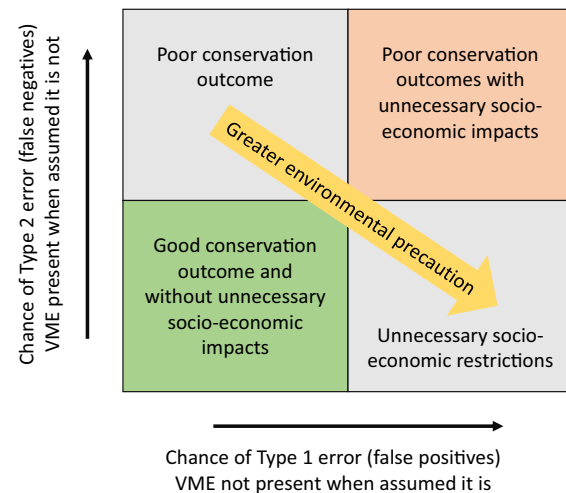 Chance of Type 2 error (false negatives)
VME present when assumed it is not
Poor conservation
outcome
Poor conservation
outcomes with
unnecessary socio-
economic impacts
Greater environmental precaution
Good conservation
outcome and
without unnecessary
socio-economic
impacts
Unnecessary socio-
economic restrictions
Chance of Type 1 error (false positives)
VME not present when assumed it is